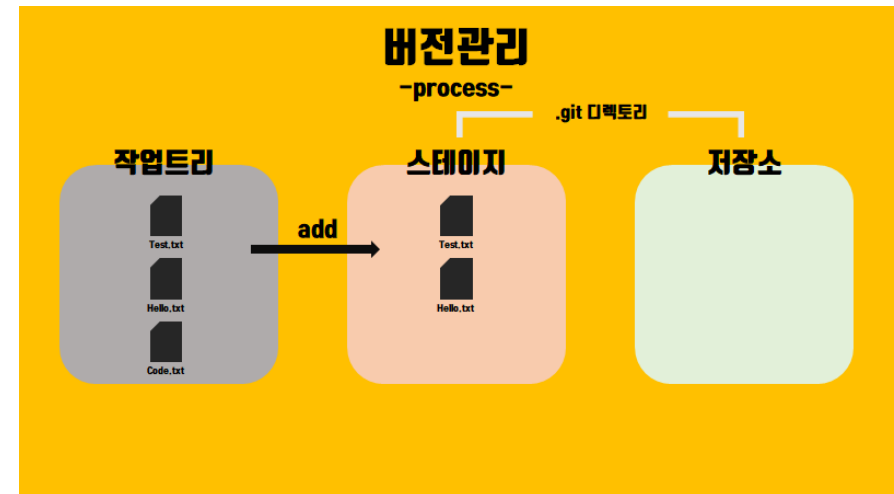 버전관리
-process-
.git 디렉토리
작업트리
스테이지
저장소
add
Test.txt
Hello.txt
Code.txt
Test.txt
Hello.txt